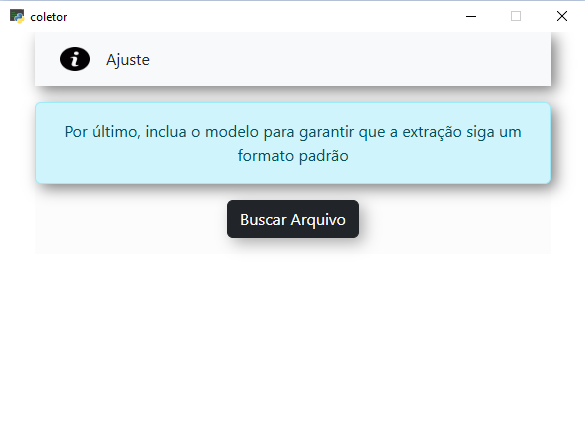 coletor
Ajuste
Por último, inclua o modelo para garantir que a extração siga um
formato padrão
Buscar Arquivo